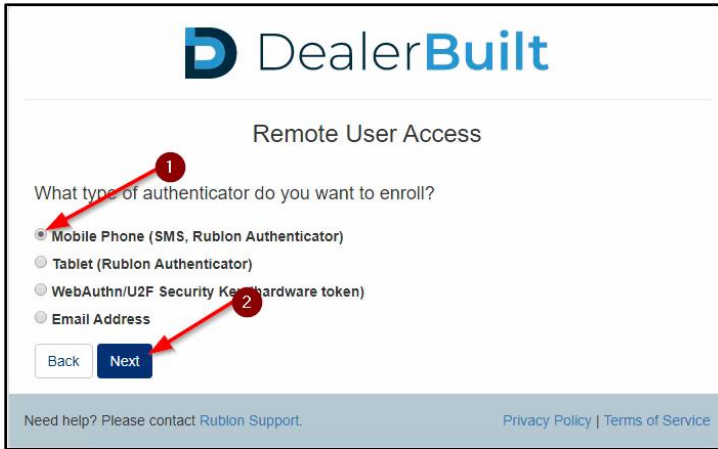 DealerBuilt
Remote User Access
1
What type of authenticator do you want to enroll?
Mobile Phone (SMS, Rublon Authenticator)
Tablet (Rublon Authenticator)
WebAuthn/U2F Security Key (hardware token)
2
Email Address
Back Next
Need help? Please contact Rublon Support. Privacy Policy | Terms of Service